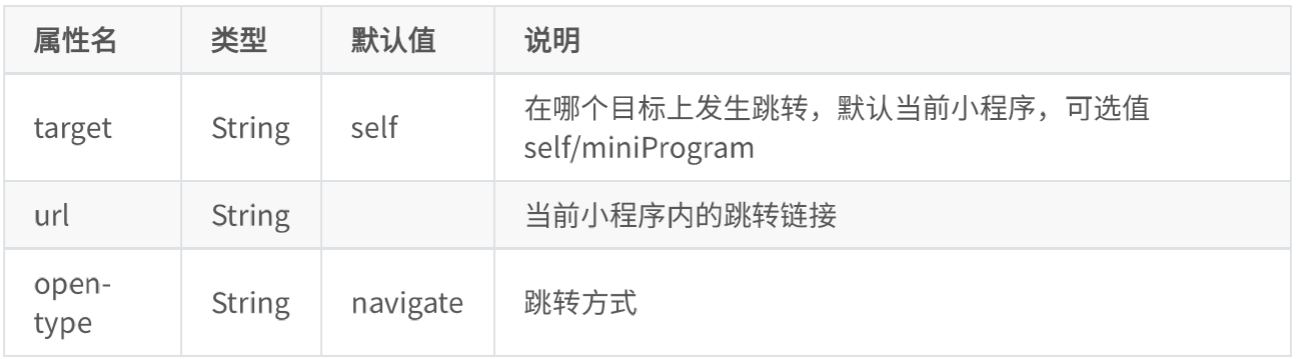 属性名 类型 默认值 说明
target String self 在哪个目标上发生跳转，默认当前小程序，可选值
self/miniProgram
url String 当前小程序内的跳转链接
open-
type String navigate 跳转方式